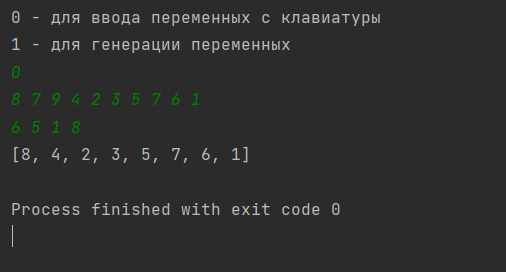 0 - для ввода переменных с клавиатуры
1 - для генерации переменных
0
8 7 9 4 2 3 5 7 6 1
6 5 1 8
[8, 4, 2, 3, 5, 7, 6, 1]
Process finished with exit code 0